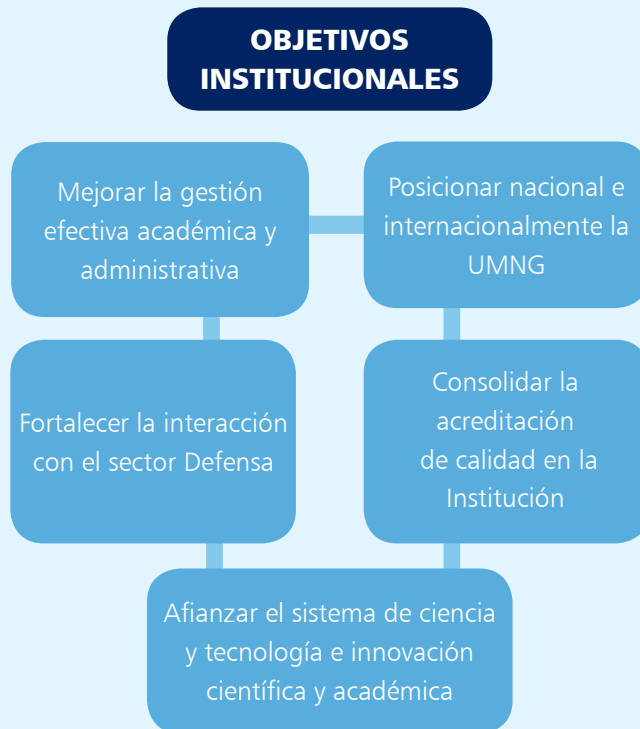 OBJETIVOS
INSTITUCIONALES
Mejorar la gestión
efectiva académica y
administrativa
Posicionar nacional e
internacionalmente la
UMNG
Fortalecer la interacción
con el sector Defensa
Consolidar la
acreditación
de calidad en la
Institución
Afianzar el sistema de ciencia
y tecnología e innovación
científica y académica